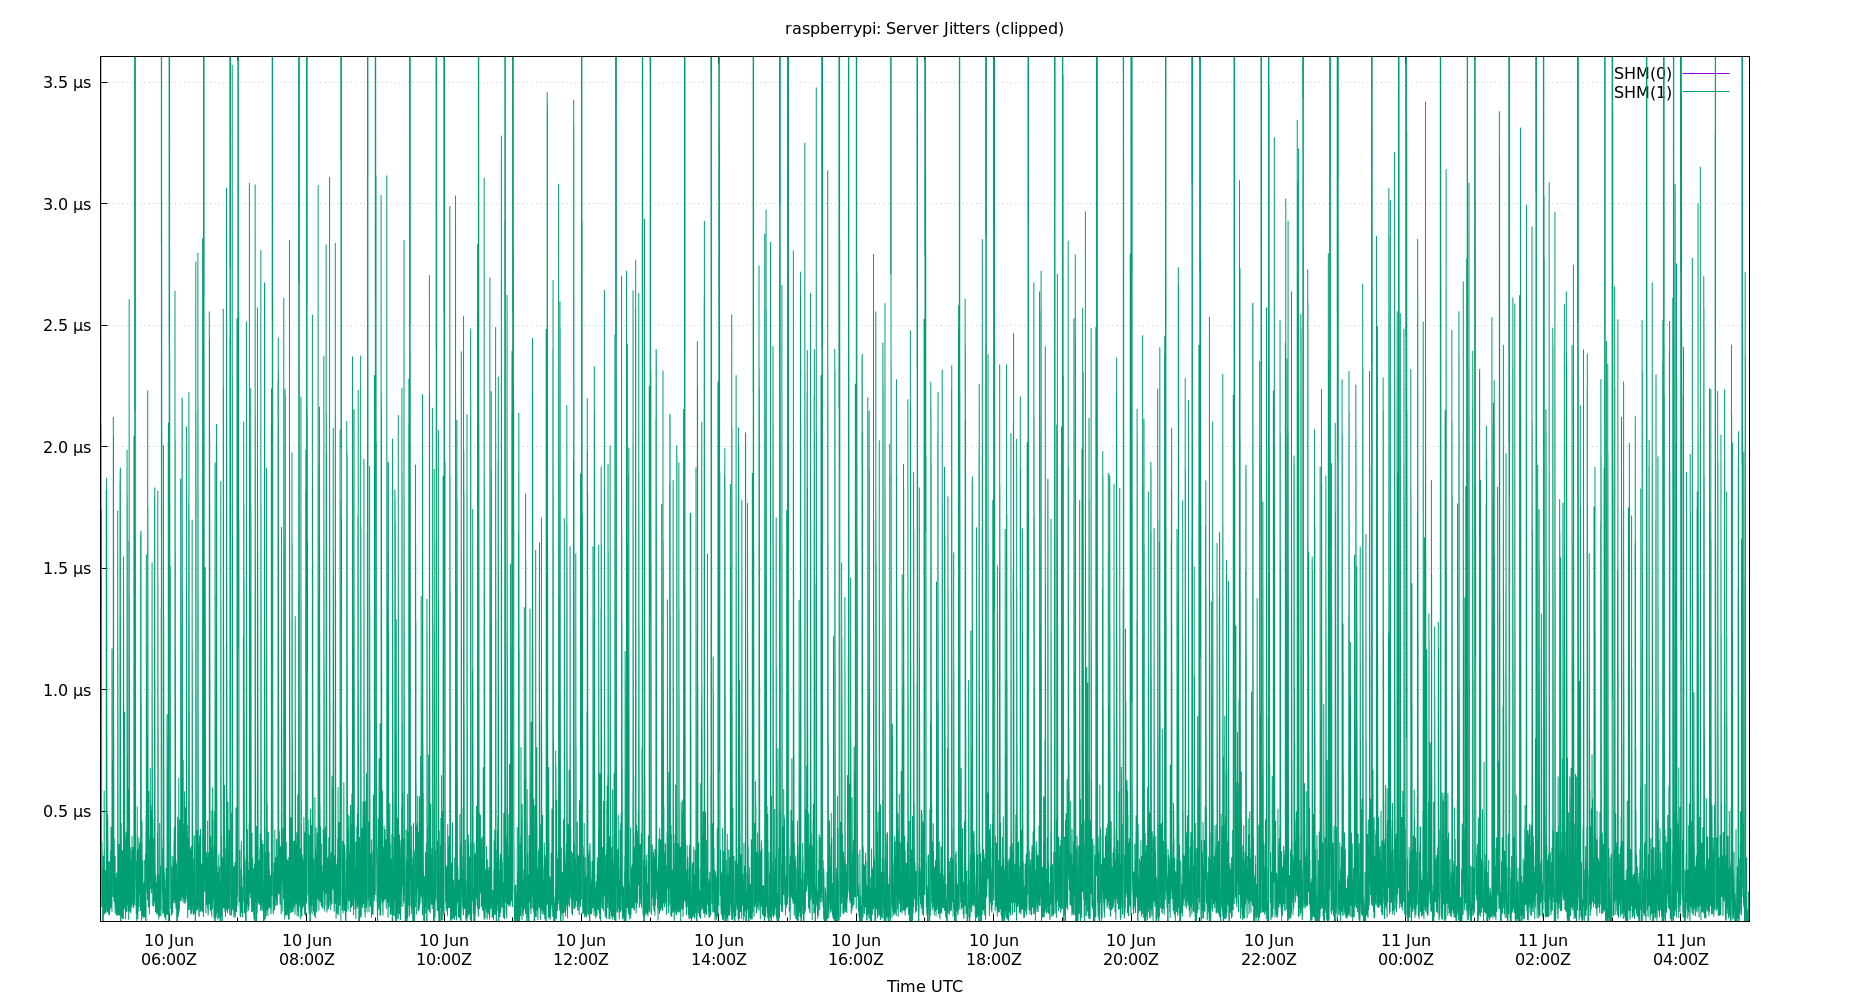 raspberrypi: Server Jitters (clipped)
SHM(0)
SHM(1)
3.5 µs
3.0 µs
2.5 µs
2.0 µs
1.5 µs
1.0 µs
0.5 µs
10 Jun 10 Jun 10 Jun 10 Jun 10 Jun 10 Jun 10 Jun 10 Jun 10 Jun 11 Jun 11 Jun 11 Jun
06:00Z 08:00Z 10:00Z 12:00Z 14:00Z 16:00Z 18:00Z 20:00Z 22:00Z 00:00Z 02:00Z 04:00Z
Time UTC